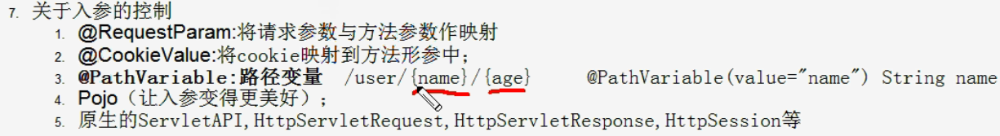 7. 关于入参的控制
1. @RequestParam:将请求参数与方法参数作映射
2. @CookieValue:将cookie映射到方法形参中;
3. @PathVariable:路径变量 /user/{name}/{age} @PathVariable(value="name") String name
4. Pojo（让入参变得更美好）;
5. 原生的ServletAPI,HttpServletRequest,HttpServletResponse,HttpSession等